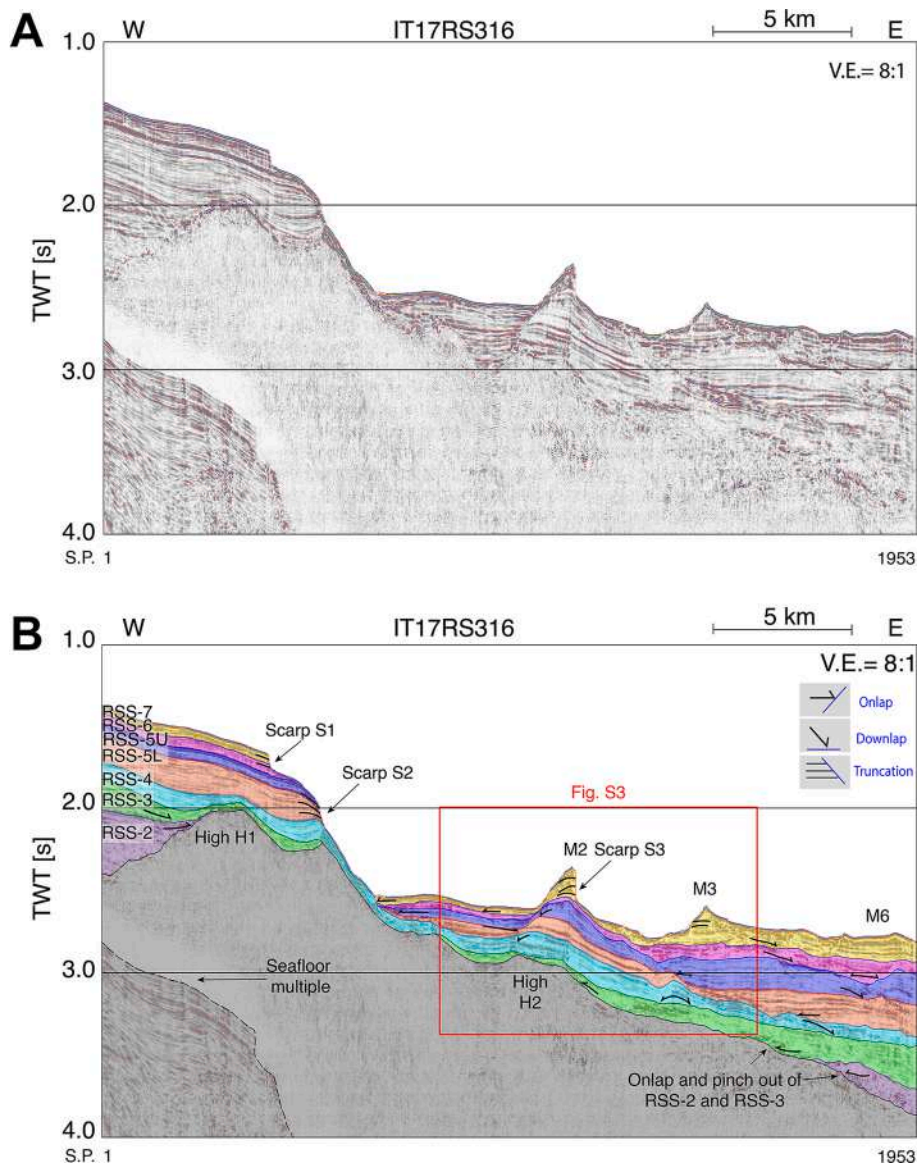 A
W IT17RS316 5 km E
1.0
V.E.= 8:1
2.0
TWT [s]
3.0
4.0
S.P. 1 1953
B
W IT17RS316 5 km E
1.0
V.E.= 8:1
Onlap
Downlap
Truncation
RSS-7
RSS-6
RSS-5U
RSS-5L
RSS-4
RSS-3
RSS-2
Scarp S1
Scarp S2
2.0
Fig. S3
High H1
M2 Scarp S3
M3
M6
TWT [s]
3.0
Seafloor
multiple
High
H2
Onlap and pinch out of
RSS-2 and RSS-3
4.0
S.P. 1 1953